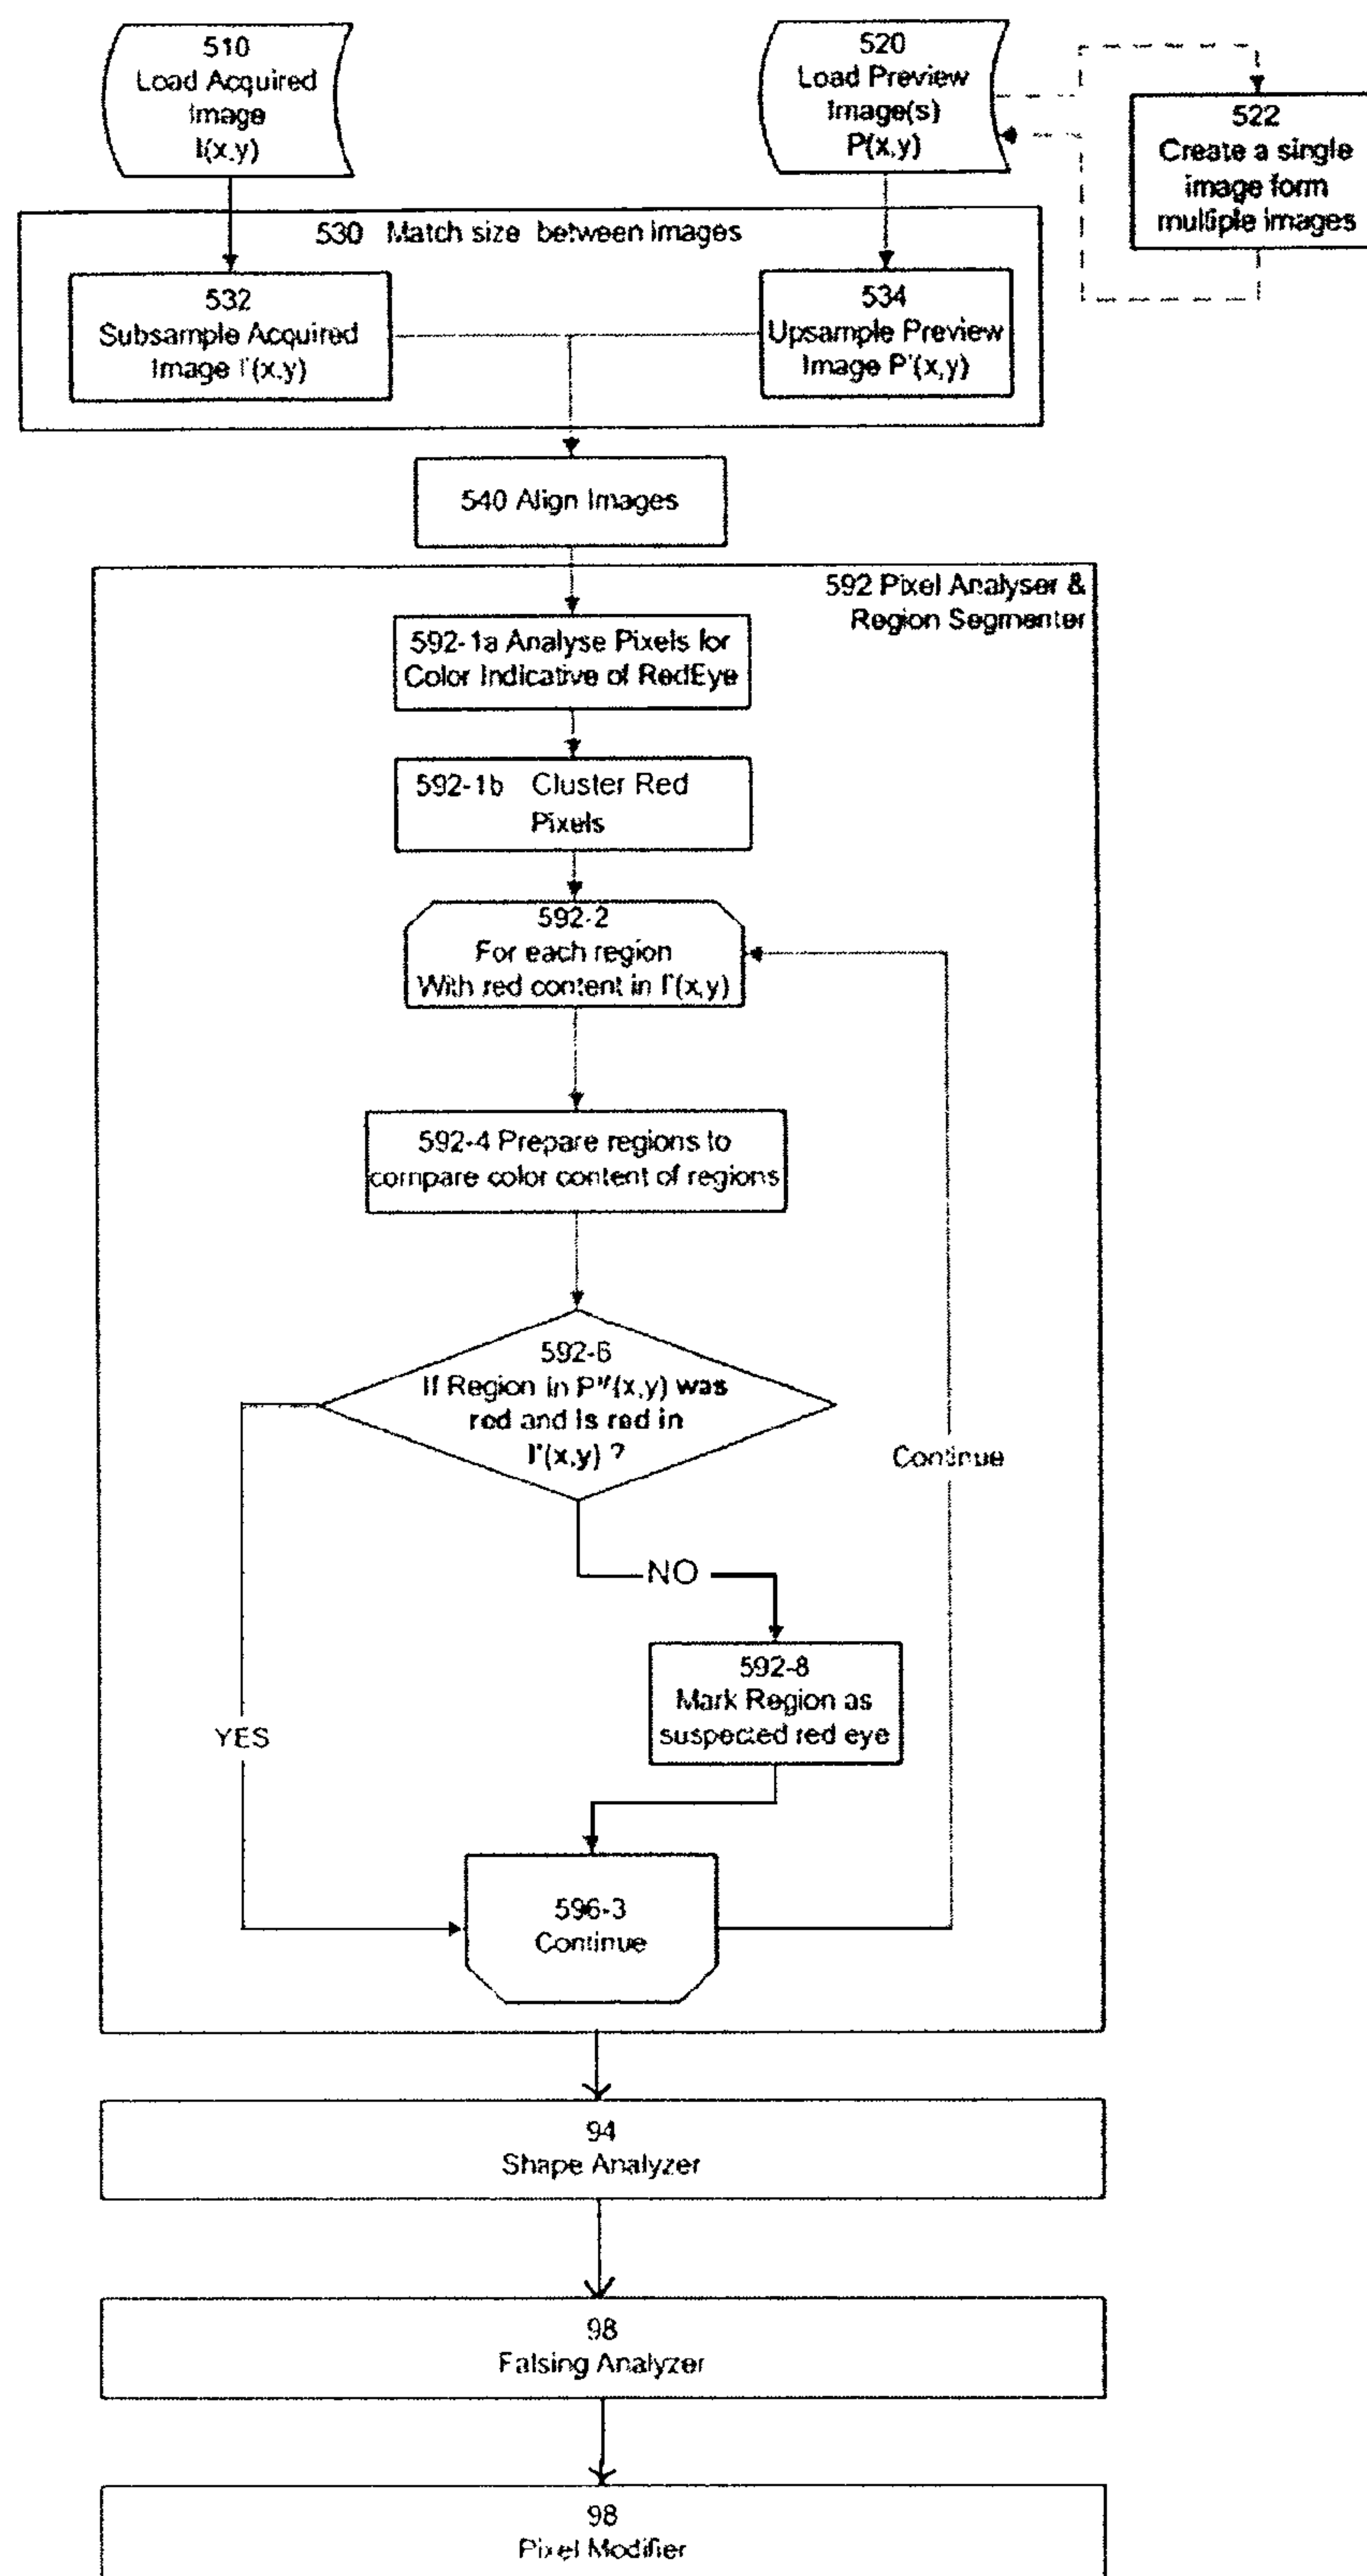 510
Load Acquired
Image
I(x,y)
520
Load Preview
Image(s)
P(x,y)
522
Create a single
image form
multiple images
530 Match size between images
532
Subsample Acquired
Image I'(x,y)
534
Upsample Preview
Image P'(x,y)
540 Align Images
592 Pixel Analyser &
Region Segmenter
592-1a Analyse Pixels for
Color Indicative of RedEye
592-1b Cluster Red
Pixels
592-2
For each region
With red content in I'(x,y)
592-4 Prepare regions to
compare color content of regions
592-6
If Region in P"(x,y) was
red and is red in
I'(x,y) ?
Continue
NO
592-8
Mark Region as
suspected red eye
YES
596-3
Continue
94
Shape Analyzer
98
Falsing Analyzer
98
Pixel Modifier